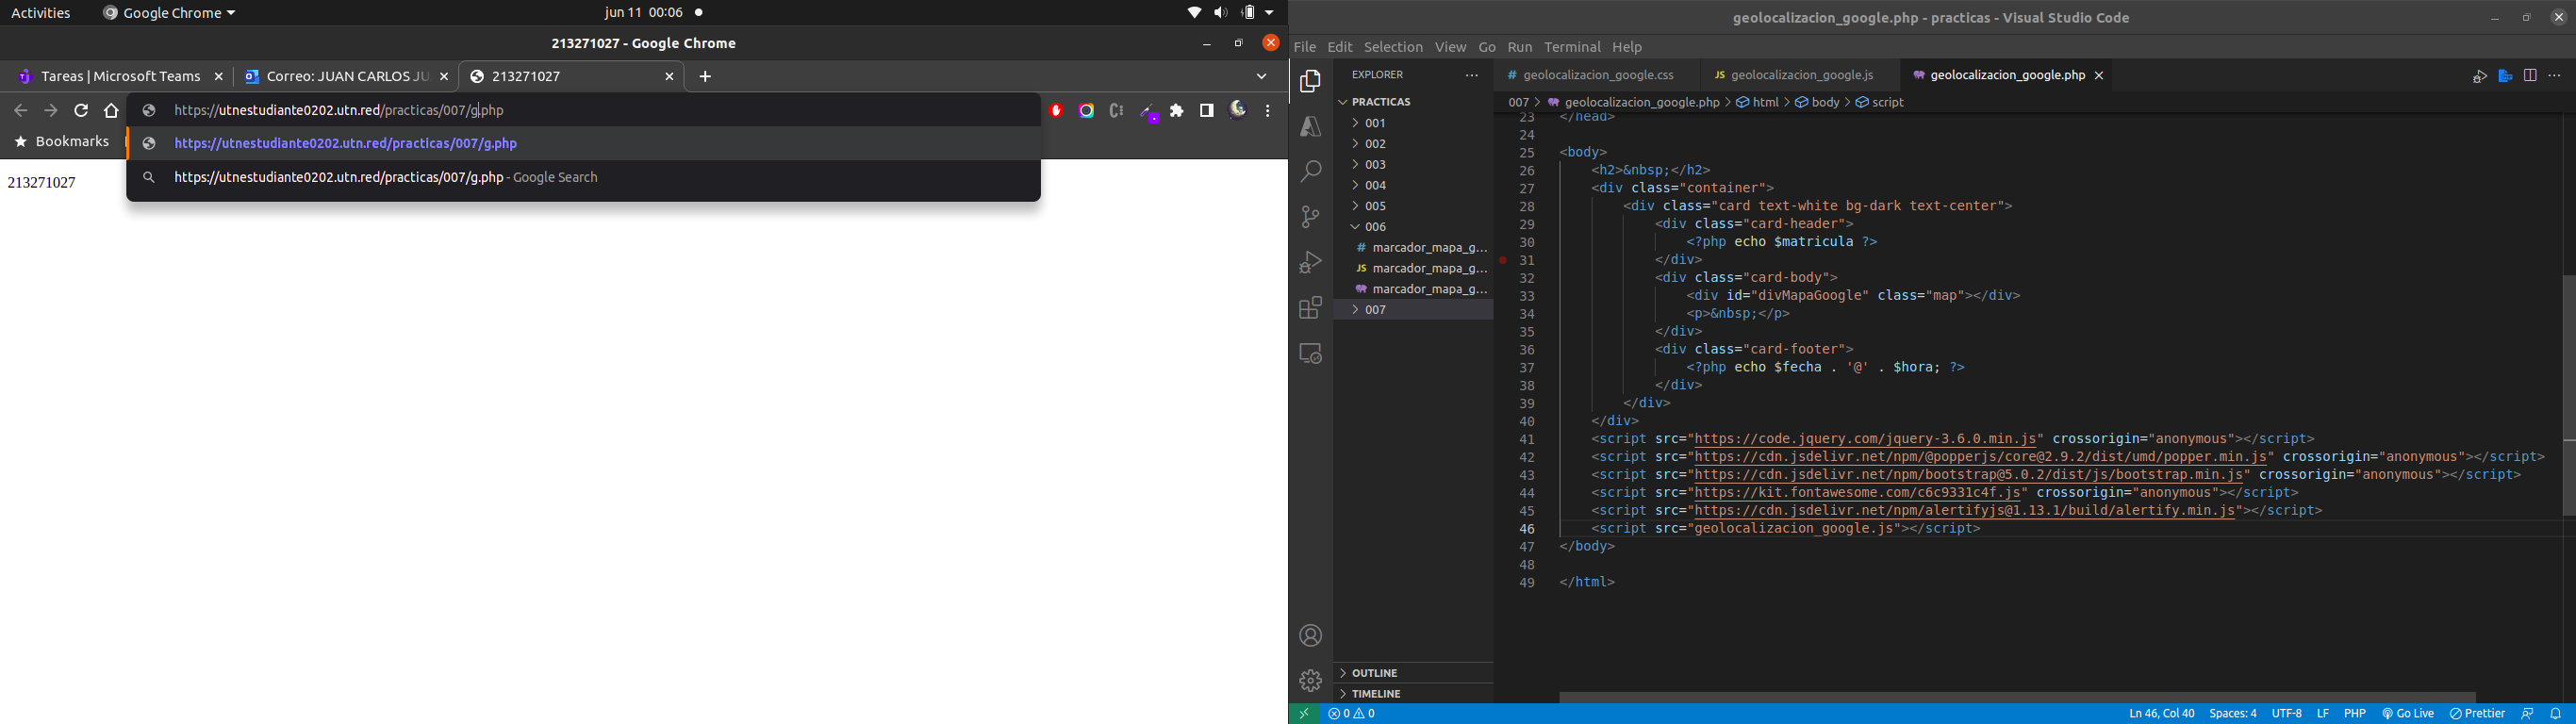 Activities
Google Chrome
jun 11 00:06
213271027 - Google Chrome
Tareas | Microsoft Teams
Correo: JUAN CARLOS JU
213271027
https://utnestudiante0202.utn.red/practicas/007/g.php
Bookmarks
https://utnestudiante0202.utn.red/practicas/007/g.php
https://utnestudiante0202.utn.red/practicas/007/g.php - Google Search
213271027
geolocalizacion_google.php - practicas - Visual Studio Code
File Edit Selection View Go Run Terminal Help
EXPLORER
PRACTICAS
001
002
003
004
005
006
# marcador_mapa_g...
JS marcador_mapa_g...
marcador_mapa_g...
007
OUTLINE
TIMELINE
# geolocalizacion_google.css
JS geolocalizacion_google.js
geolocalizacion_google.php
007 > geolocalizacion_google.php > html > body > script
23 </head>
24
25 <body>
26 <h2>&nbsp;</h2>
27 <div class="container">
28 <div class="card text-white bg-dark text-center">
29 <div class="card-header">
30 <?php echo $matricula ?>
31 </div>
32 <div class="card-body">
33 <div id="divMapaGoogle" class="map"></div>
34 <p>&nbsp;</p>
35 </div>
36 <div class="card-footer">
37 <?php echo $fecha . '@' . $hora; ?>
38 </div>
39 </div>
40 </div>
41 <script src="https://code.jquery.com/jquery-3.6.0.min.js" crossorigin="anonymous"></script>
42 <script src="https://cdn.jsdelivr.net/npm/@popperjs/core@2.9.2/dist/umd/popper.min.js" crossorigin="anonymous"></script>
43 <script src="https://cdn.jsdelivr.net/npm/bootstrap@5.0.2/dist/js/bootstrap.min.js" crossorigin="anonymous"></script>
44 <script src="https://kit.fontawesome.com/c6c9331c4f.js" crossorigin="anonymous"></script>
45 <script src="https://cdn.jsdelivr.net/npm/alertifyjs@1.13.1/build/alertify.min.js"></script>
46 <script src="geolocalizacion_google.js"></script>
47 </body>
48
49 </html>
0 0
Ln 46, Col 40 Spaces: 4 UTF-8 LF PHP Go Live Prettier